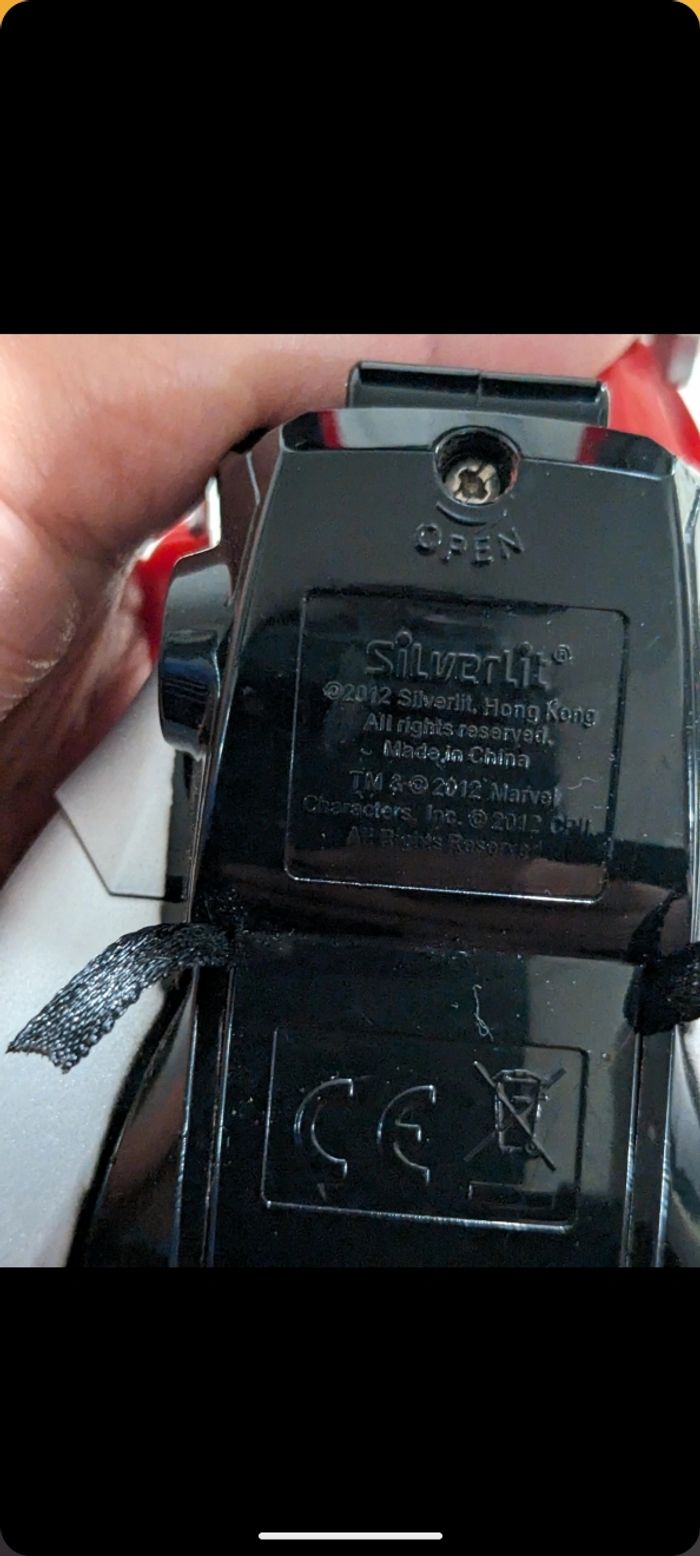 OPEN
Silverlit®
©2012 Silverlit. Hong Kong
All rights reserved.
Made in China
TM & © 2012 Marvel
Characters, Inc. © 2012 CPII
All Rights Reserved
CE